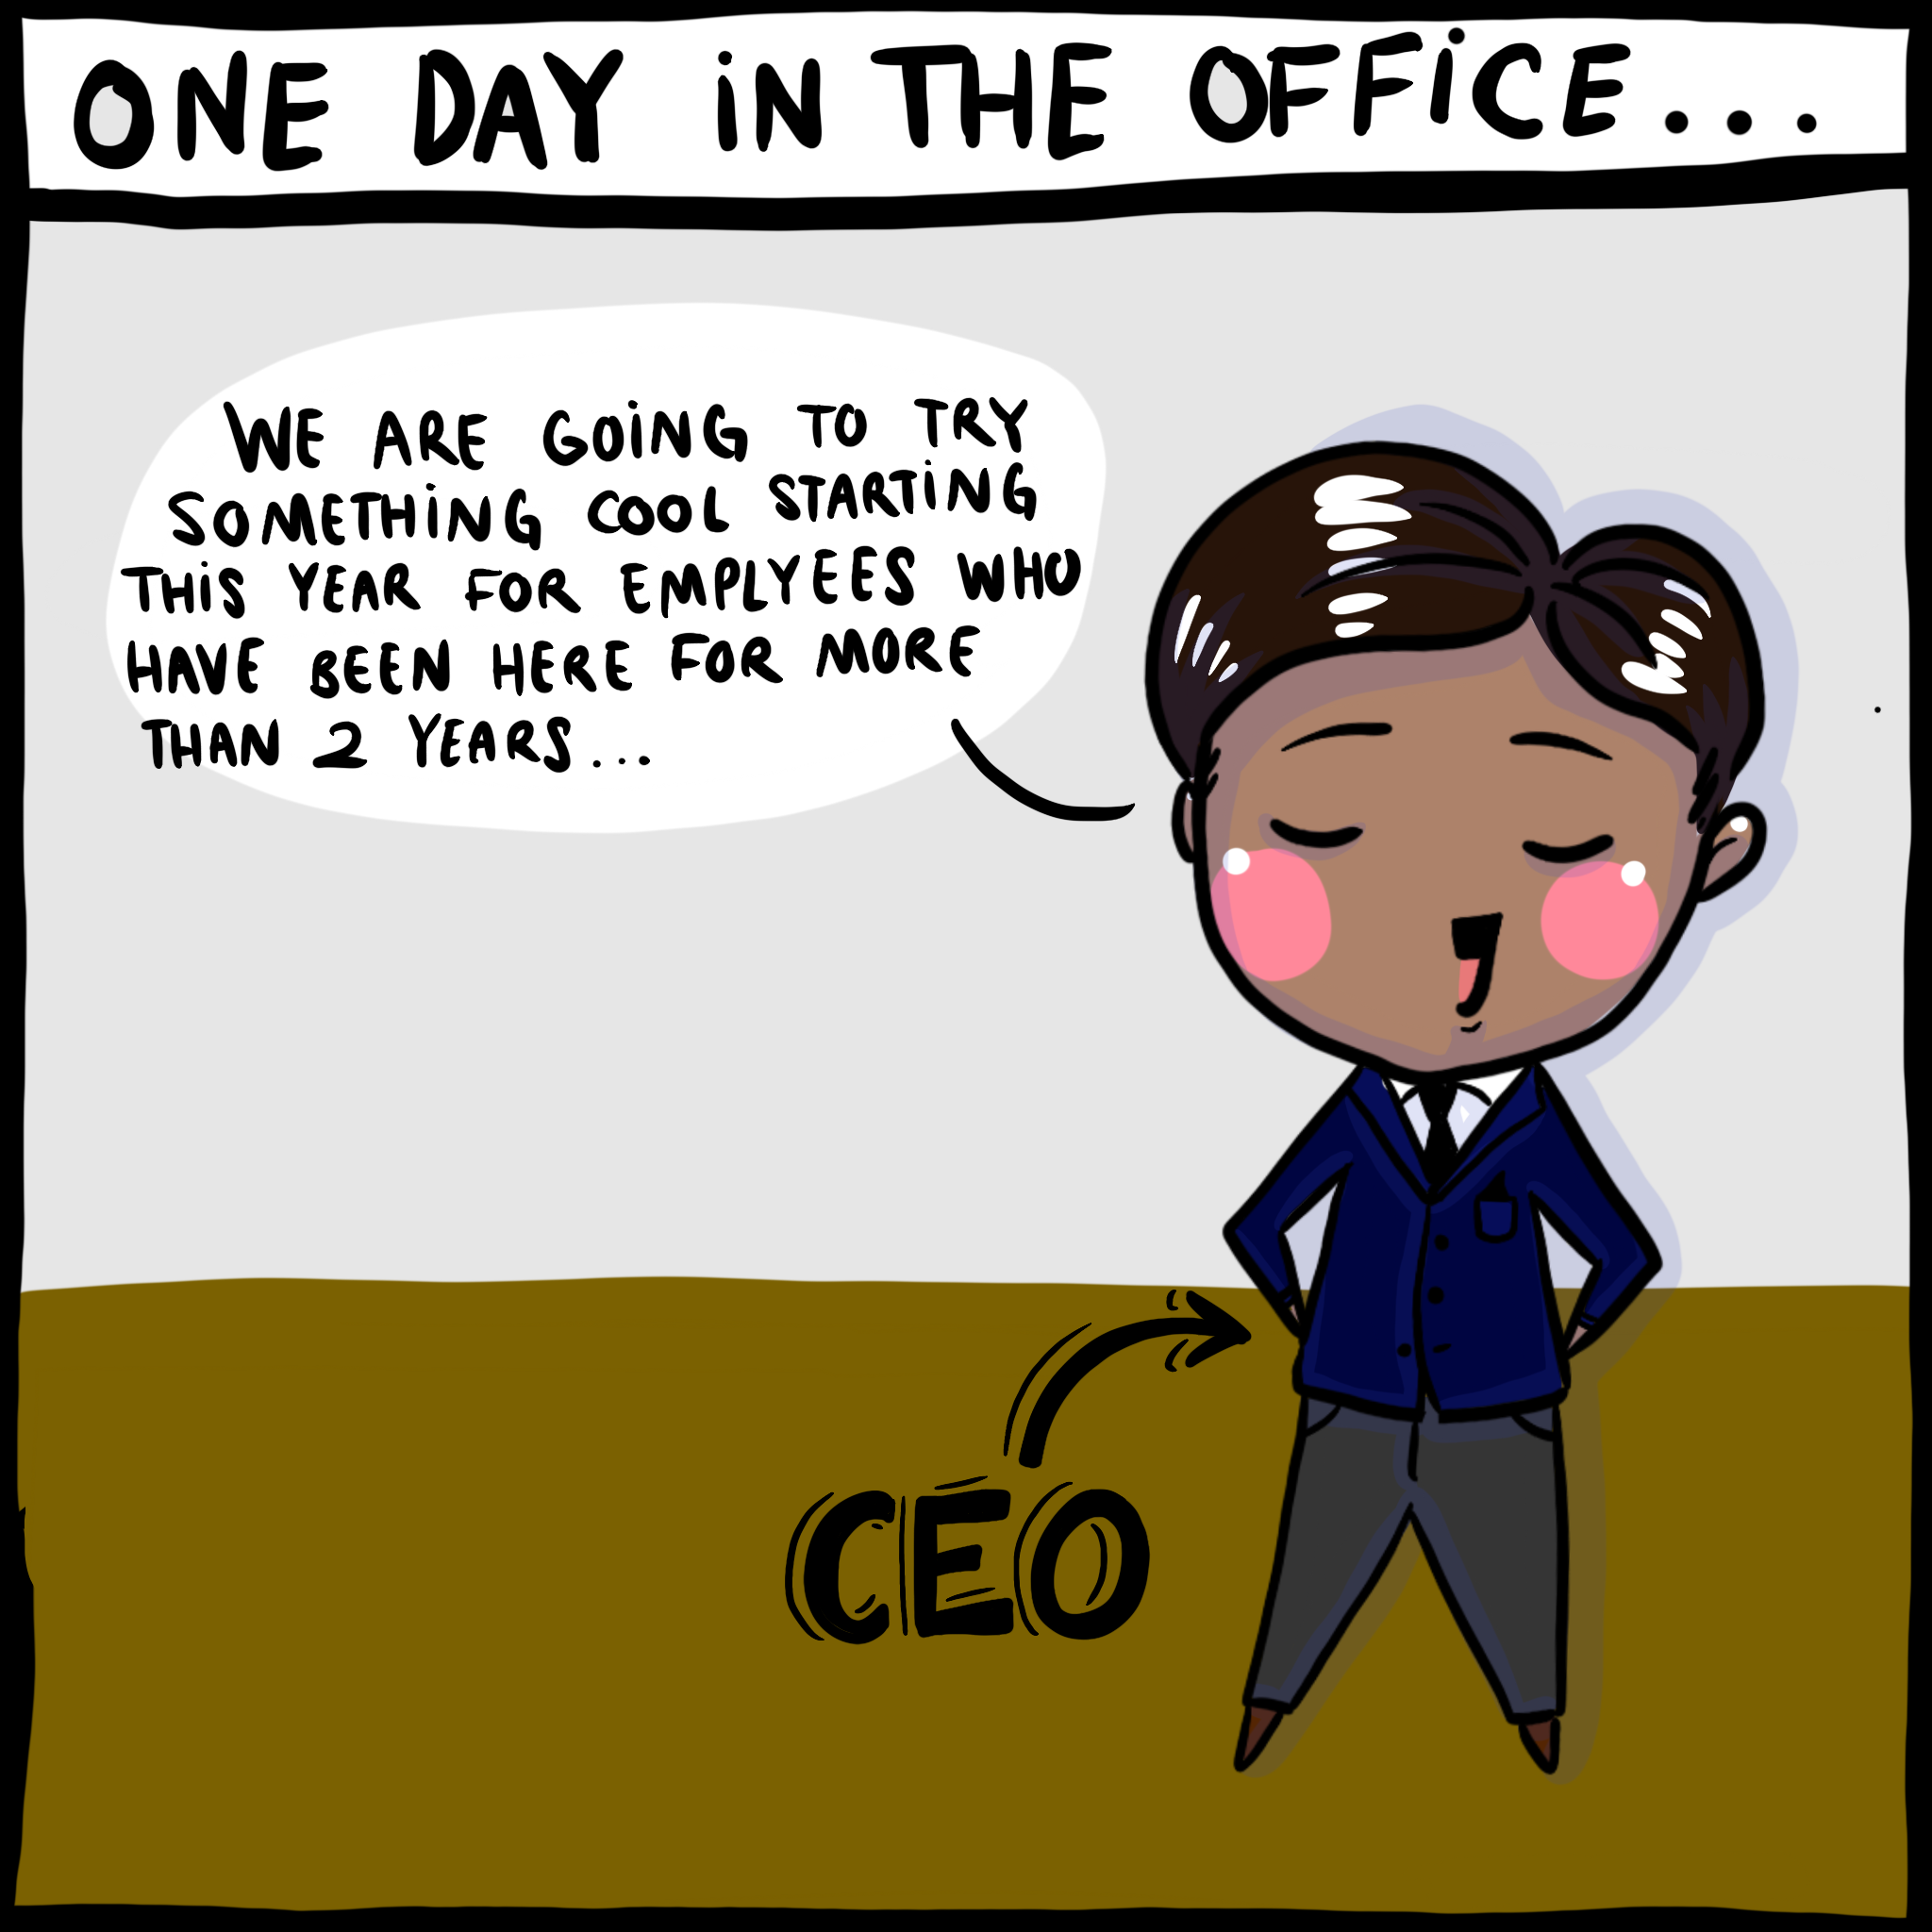 ONE DAY iN THE OFFiCE...
WE ARE GOiNG TO TRY
SOMETHiNG COOL STARTiNG
THiS YEAR FOR EMPLYEES WHO
HAVE BEEN HERE FOR MORE
THAN 2 YEARS...
CEO